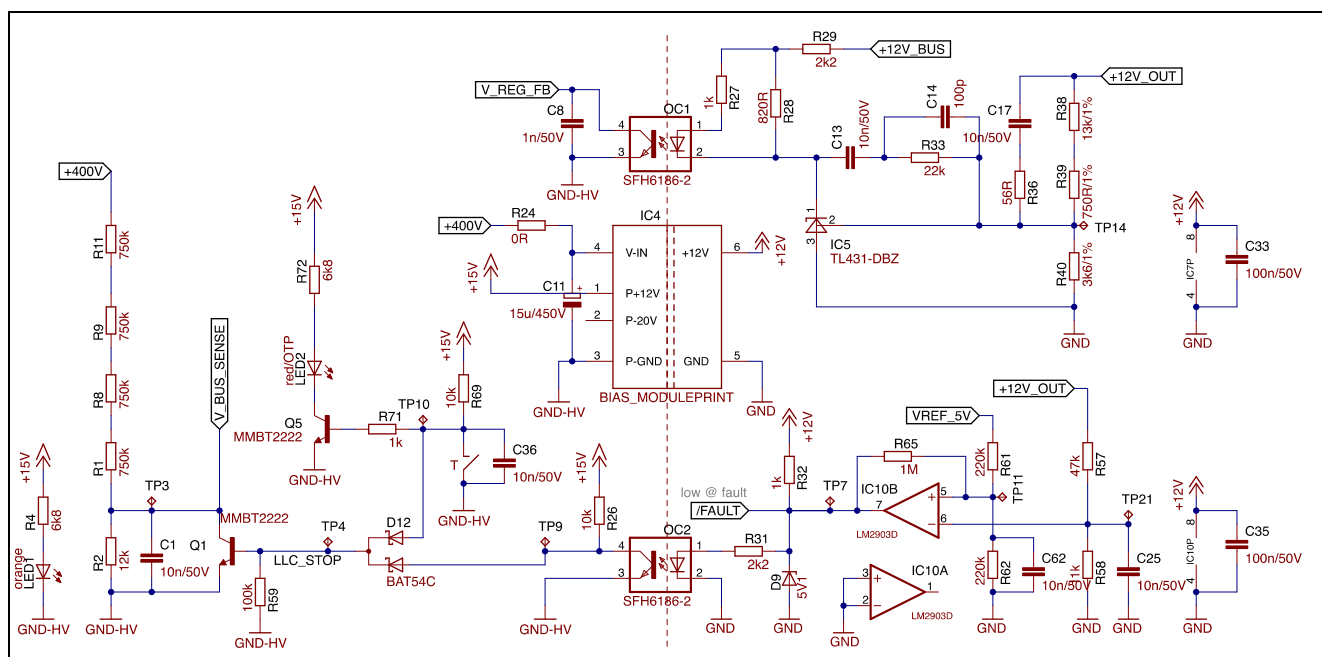 R29
2k2
+12V_BUS
1k
R27
820R
R28
V_REG_FB
C8
1n/50V
OC1
4
3
1
2
SFH6186-2
GND-HV
C14
100p
C13
10n/50V
R33
22k
C17
10n/50V
56R
R36
+12V_OUT
R38
13k/1%
R39
750R/1%
TP14
R40
3k6/1%
GND
1
2
3
IC5
TL431-DBZ
+12V
8
IC7P
4
C33
100n/50V
GND
+400V
R11
750k
R9
750k
R8
750k
R1
750k
TP3
R2
12k
C1
10n/50V
GND-HV
+15V
R4
6k8
orange
LED1
GND-HV
V_BUS_SENSE
MMBT2222
Q1
100k
R59
GND-HV
+15V
R72
6k8
red/OTP
LED2
Q5
MMBT2222
GND-HV
R71
1k
TP10
+15V
10k
R69
T
C36
10n/50V
GND-HV
TP4
LLC_STOP
D12
BAT54C
TP9
GND-HV
+15V
10k
R26
+400V
R24
0R
+15V
C11
+
15u/450V
GND-HV
IC4
4
V-IN
1
P+12V
2
P-20V
3
P-GND
+12V
6
GND
5
BIAS_MODULEPRINT
+12V
GND
OC2
4
3
1
2
SFH6186-2
GND
R31
2k2
low @ fault
/FAULT
+12V
1k
R32
D9
5V1
GND
TP7
R65
1M
IC10B
7
+
5
-
6
LM2903D
IC10A
3
+
2
-
1
LM2903D
GND
VREF_5V
220k
R61
TP11
220k
R62
C62
10n/50V
GND
+12V_OUT
47k
R57
R58
TP21
C25
10n/50V
GND
+12V
8
IC10P
4
C35
100n/50V
GND